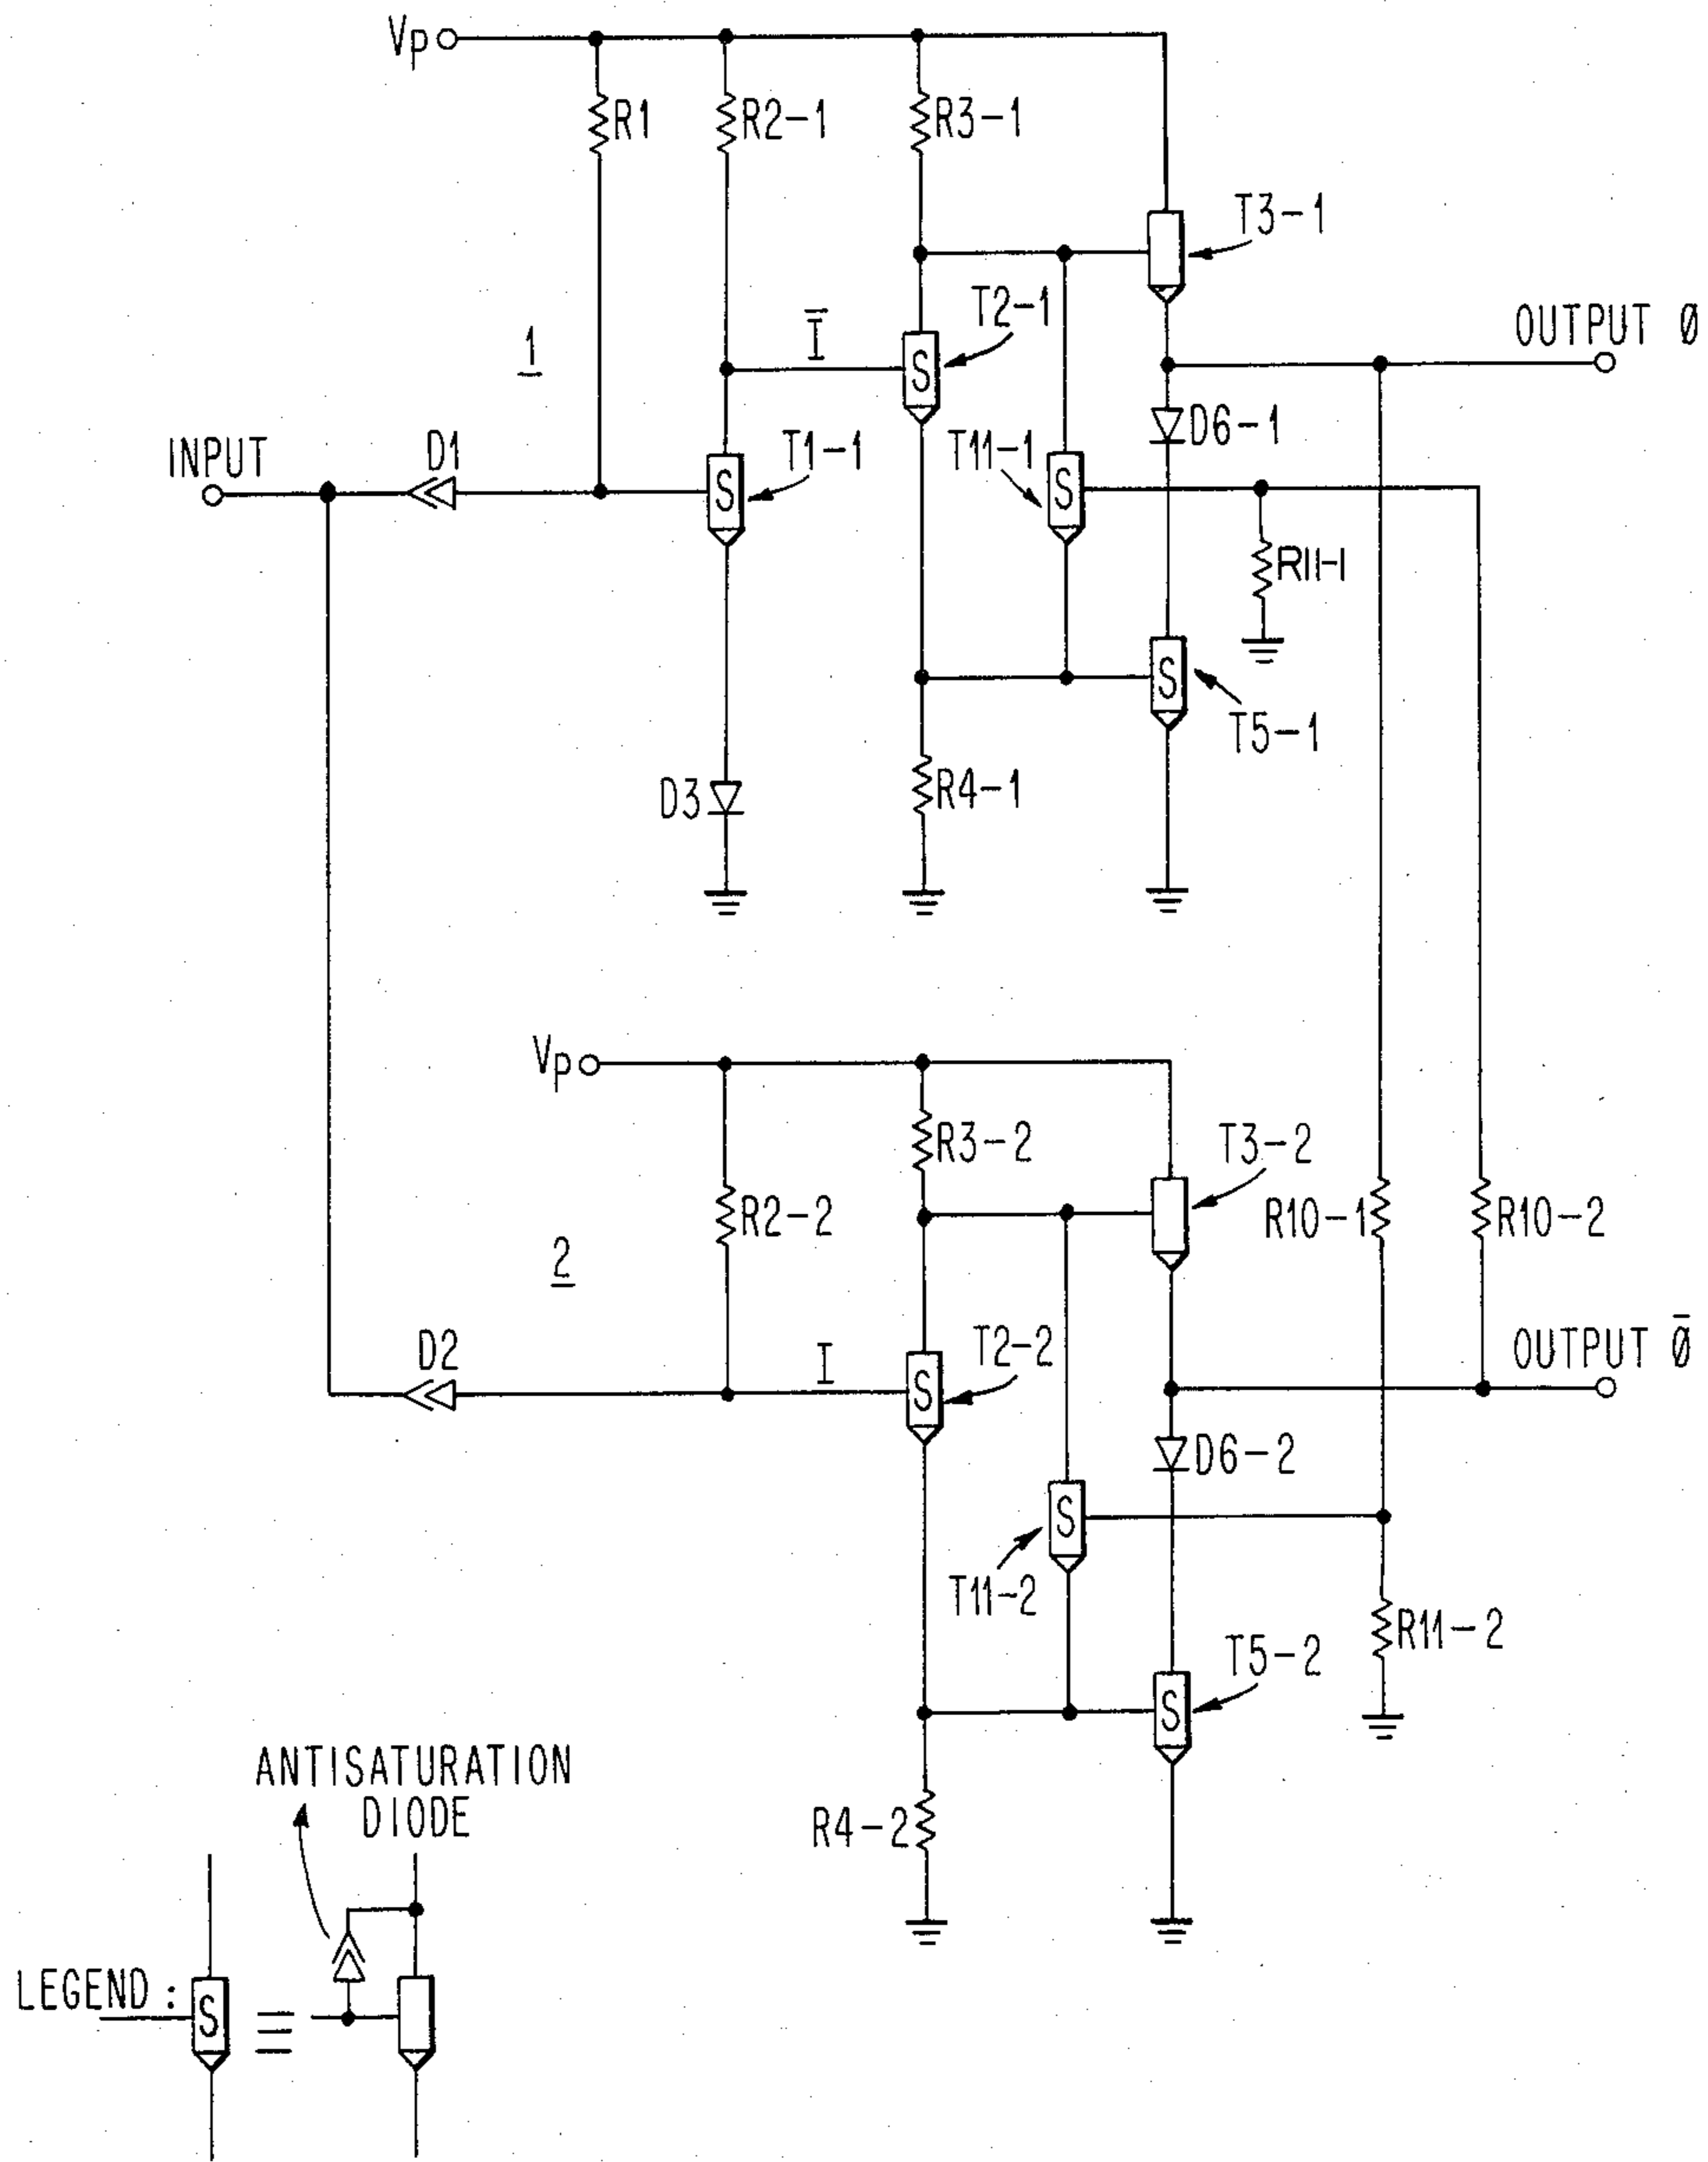 Vp
R1
R2-1
R3-1
T3-1
T2-1
OUTPUT Ø
1
I̅
D6-1
INPUT
D1
T1-1
T11-1
R11-1
T5-1
D3
R4-1
Vp
R3-2
T3-2
R2-2
R10-1
R10-2
2
D2
I
T2-2
OUTPUT Ø̅
D6-2
T11-2
R11-2
T5-2
ANTISATURATION
DIODE
R4-2
LEGEND :
S
S
S
S
S
S
S
S